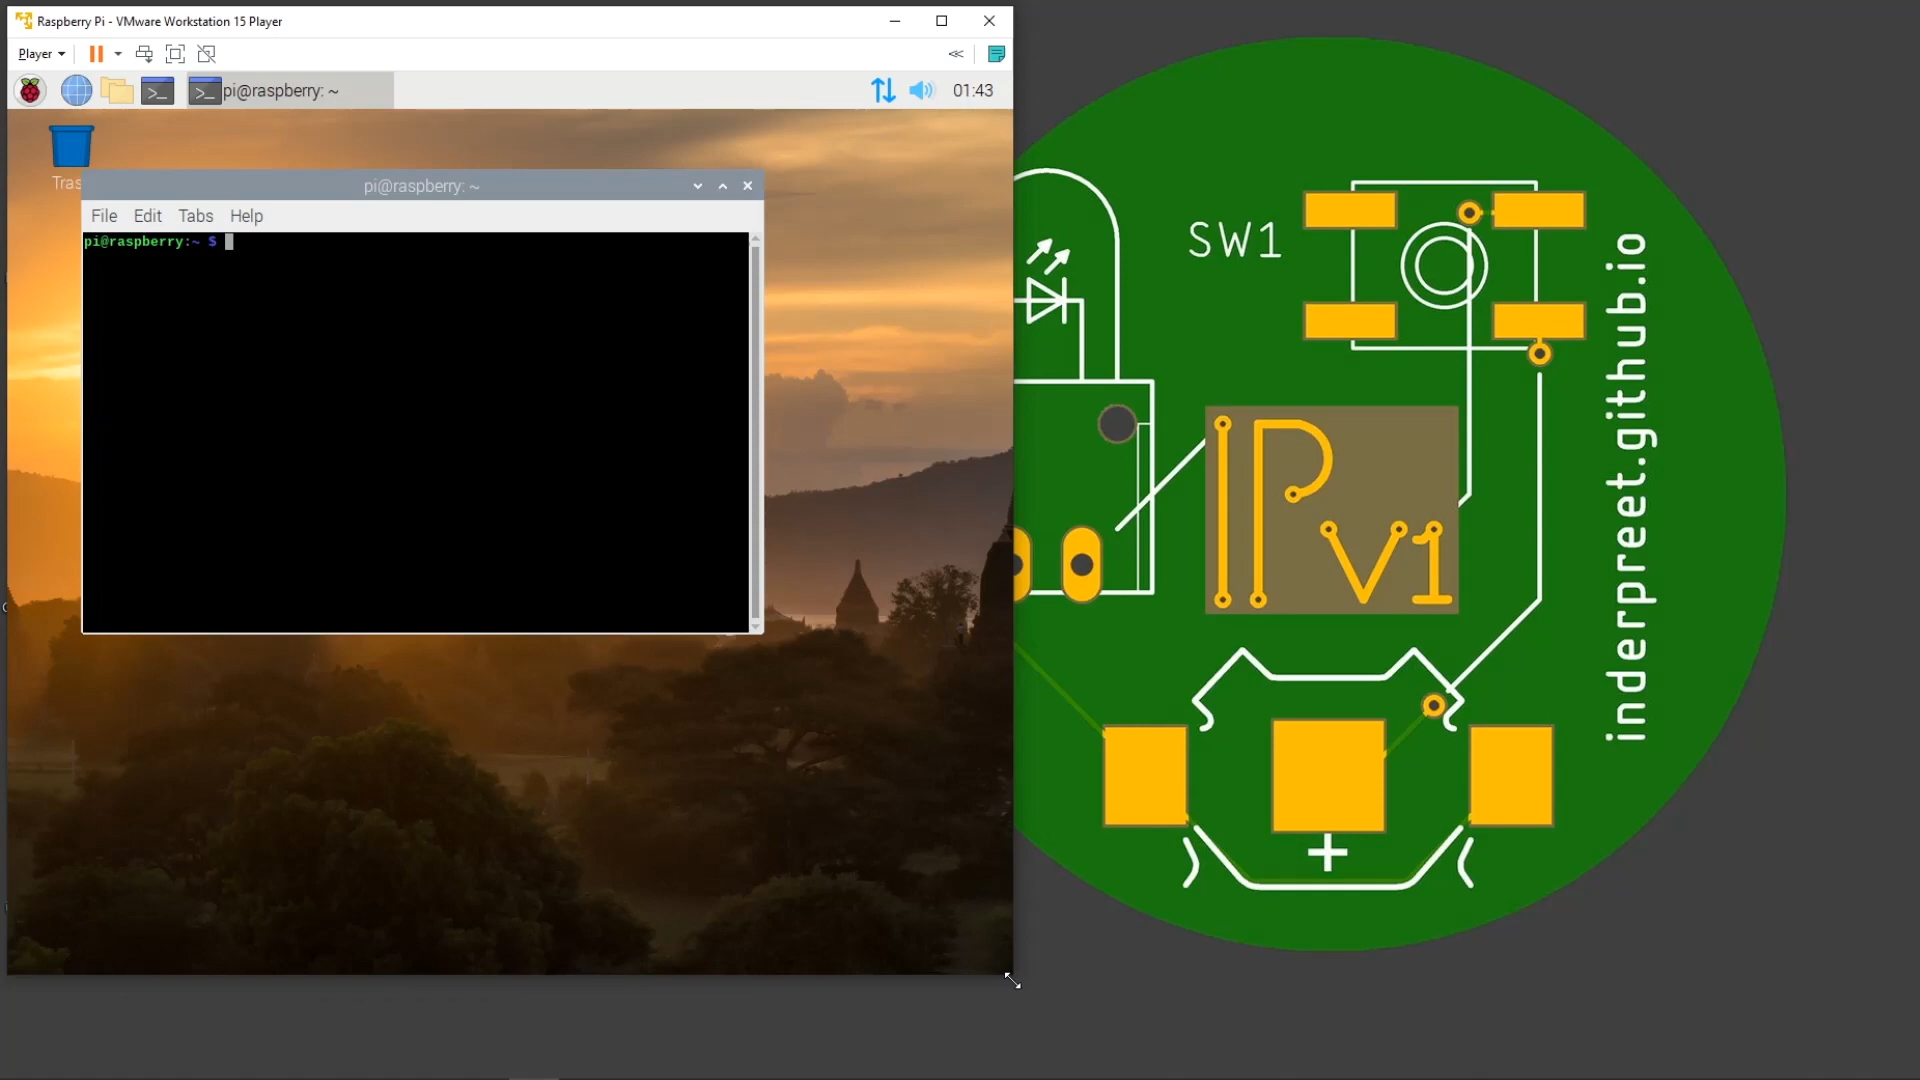 Raspberry Pi - VMware Workstation 15 Player
Player
pi@raspberry: ~
01:43
pi@raspberry: ~
File Edit Tabs Help
pi@raspberry:~ $
SW1
IP
V1
+
inderpreet.github.io